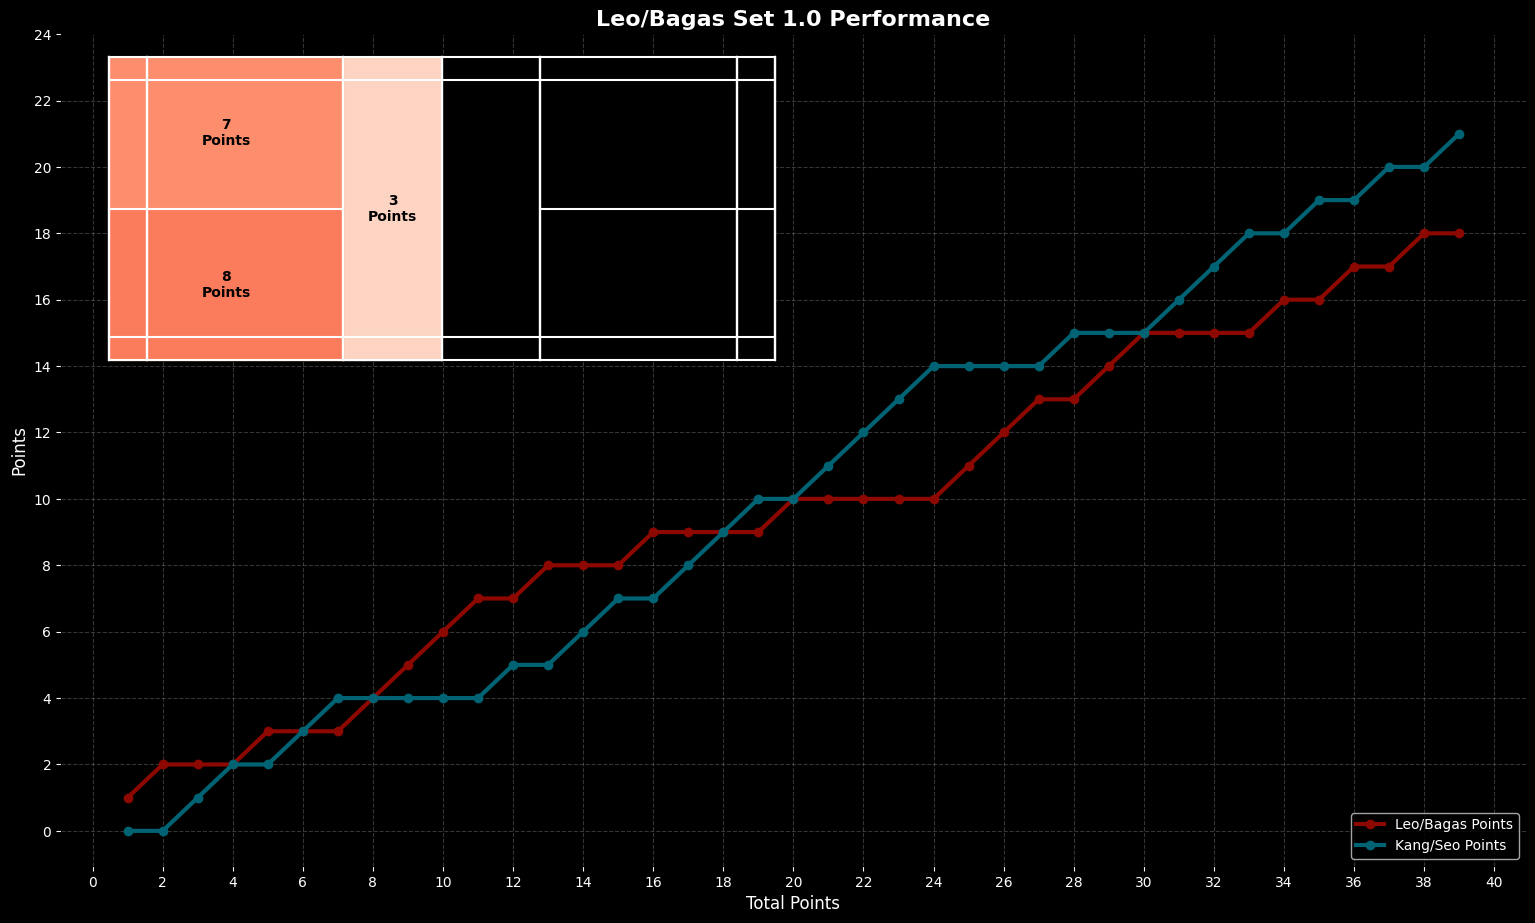 Leo/Bagas Set 1.0 Performance
24
22
20
18
16
14
12
10
8
6
4
2
0
Points
7
Points
3
Points
8
Points
Leo/Bagas Points
Kang/Seo Points
0 2 4 6 8 10 12 14 16 18 20 22 24 26 28 30 32 34 36 38 40
Total Points